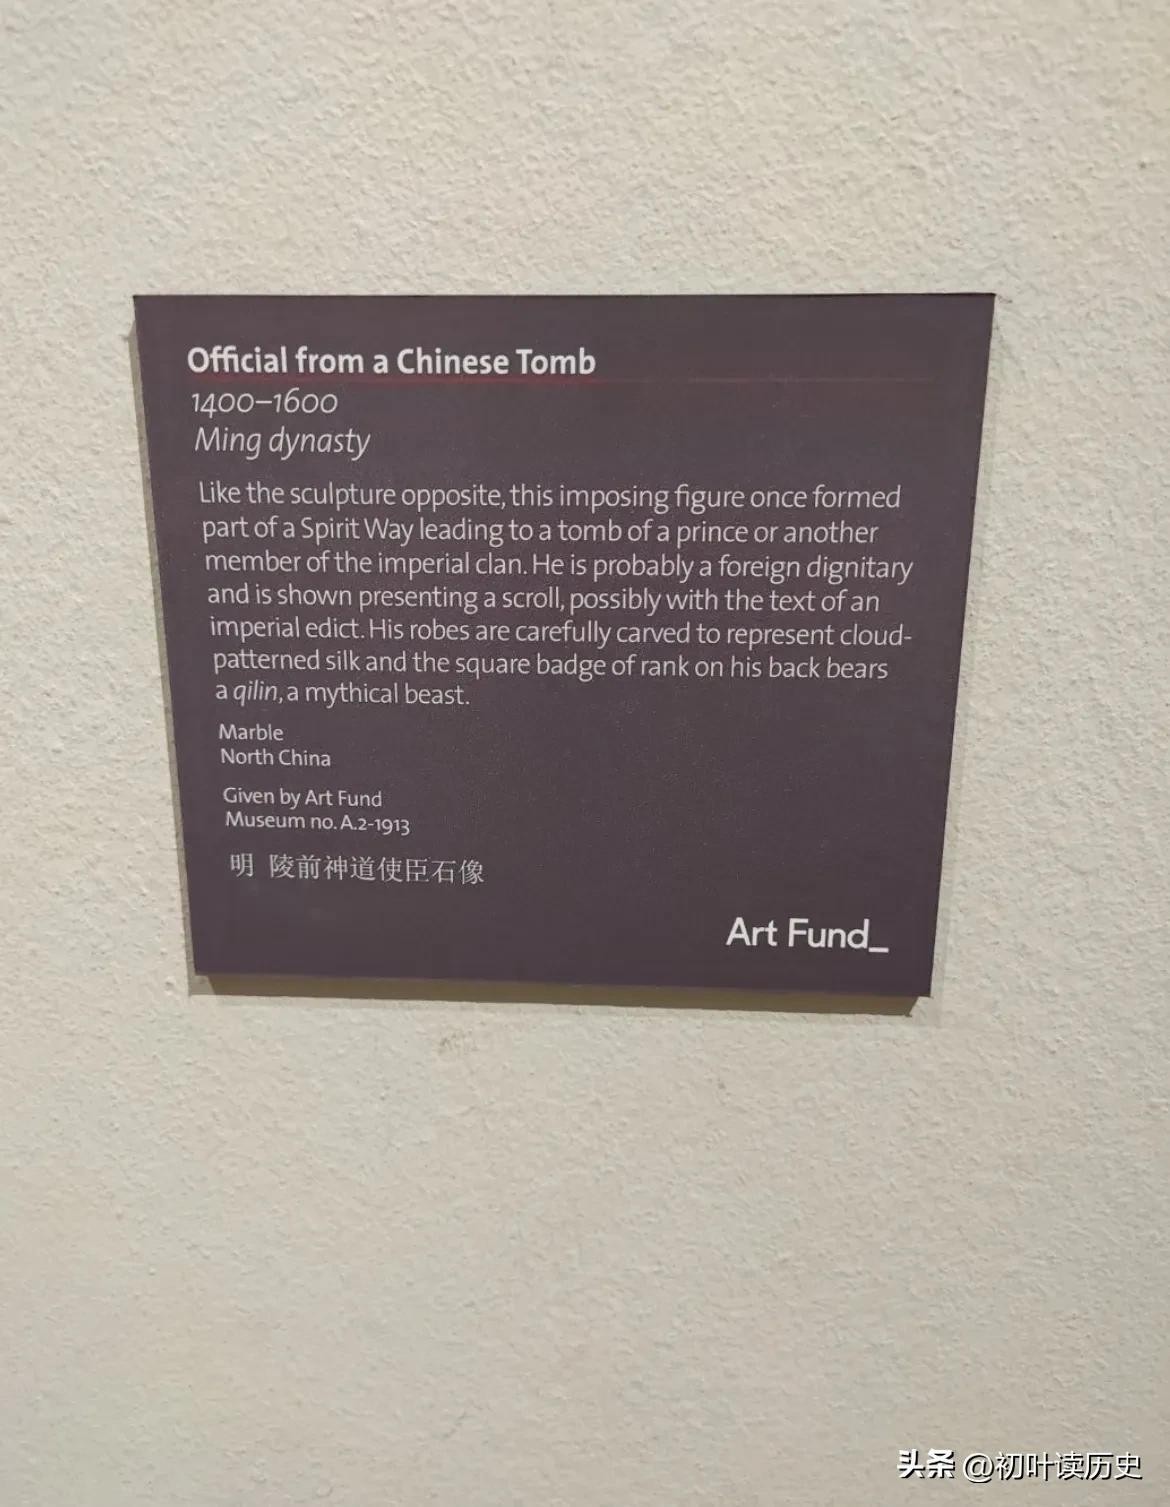 Official from a Chinese Tomb
1400–1600
Ming dynasty
Like the sculpture opposite, this imposing figure once formed
part of a Spirit Way leading to a tomb of a prince or another
member of the imperial clan. He is probably a foreign dignitary
and is shown presenting a scroll, possibly with the text of an
imperial edict. His robes are carefully carved to represent cloud-
patterned silk and the square badge of rank on his back bears
a qilin, a mythical beast.
Marble
North China
Given by Art Fund
Museum no. A.2-1913
明 陵前神道使臣石像
Art Fund_
头条 @初叶读历史